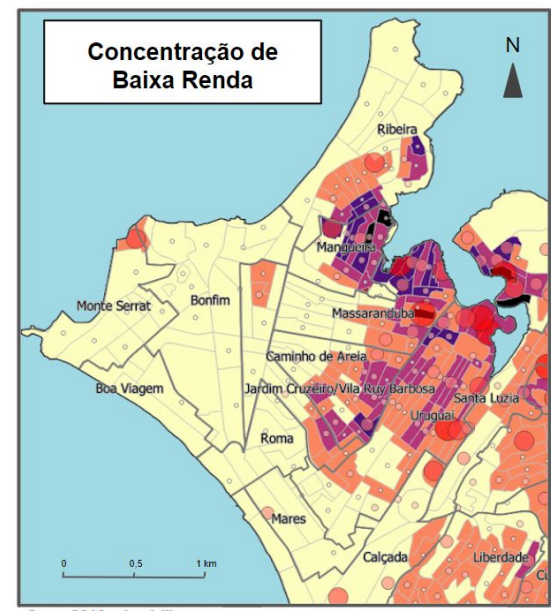 Concentração de
Baixa Renda
N
Ribeira
Mangueira
Massaranduba
Monte Serrat
Bonfim
Caminho de Areia
Boa Viagem
Jardim Cruzeiro/Vila Ruy Barbosa
Santa Luzia
Uruguai
Roma
Mares
Calçada
Liberdade
Cu
0 0,5 1 km